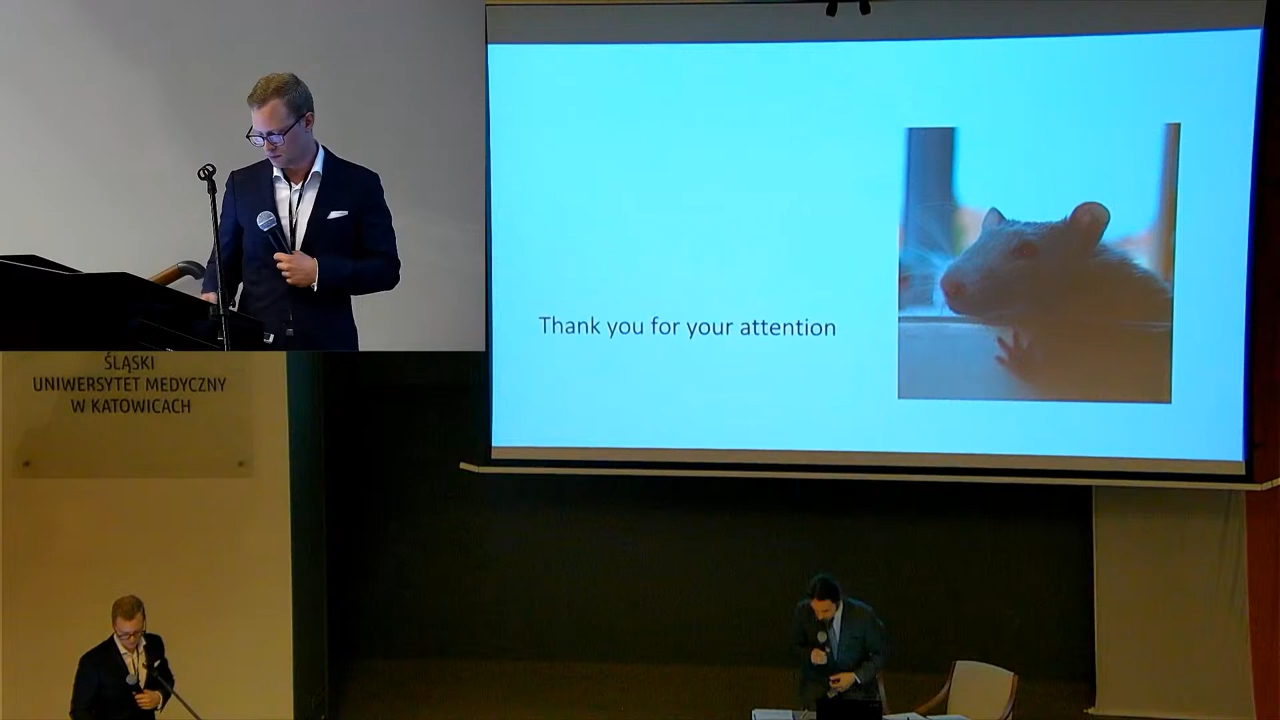 Thank you for your attention
ŚLĄSKI
UNIWERSYTET MEDYCZNY
W KATOWICACH